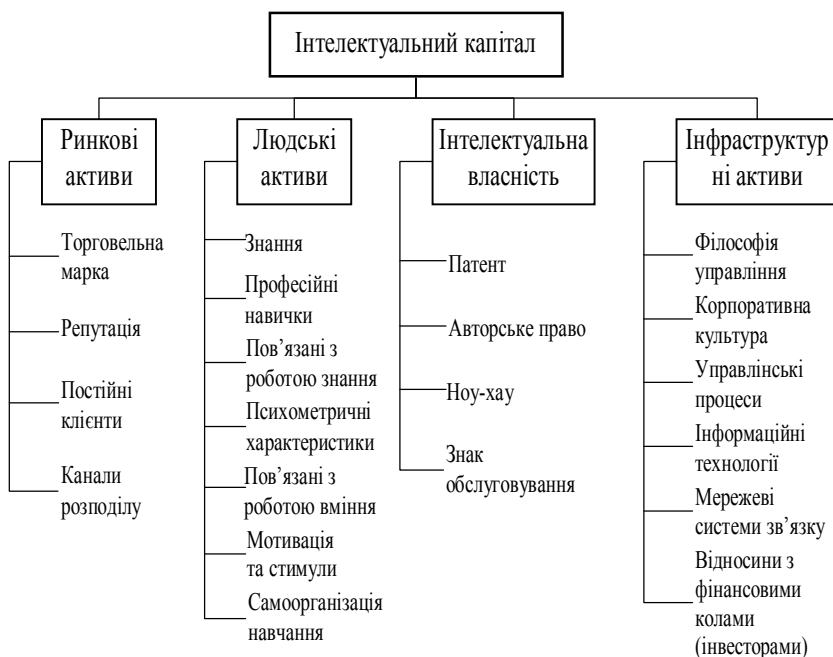 Інтелектуальний капітал
Ринкові
активи
Торговельна
марка
Репутація
Постійні
клієнти
Канали
розподілу
Людські
активи
Знання
Професійні
навички
Пов’язані з
роботою знання
Психометричні
характеристики
Пов’язані з
роботою вміння
Мотивація
та стимули
Самоорганізація
навчання
Інтелектуальна
власність
Патент
Авторське право
Ноу-хау
Знак
обслуговування
Інфраструктур
ні активи
Філософія
управління
Корпоративна
культура
Управлінські
процеси
Інформаційні
технології
Мережеві
системи зв’язку
Відносини з
фінансовими
колами
(інвесторами)